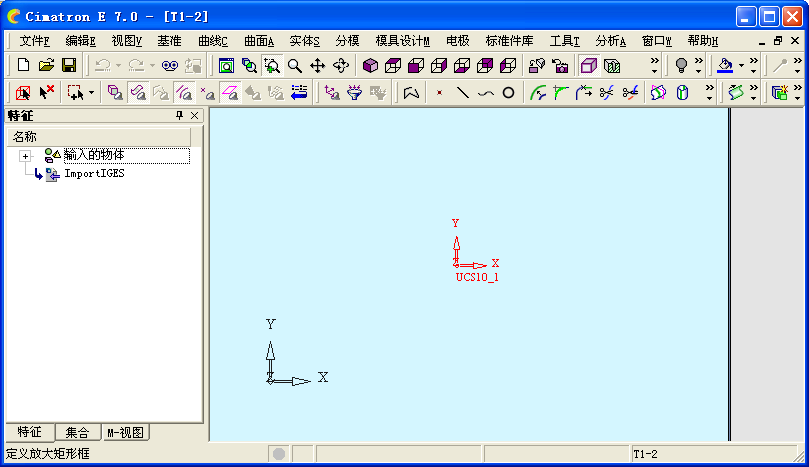 Cimatron E 7.0 - [T1-2]
文件F 编辑E 视图V 基准 曲线C 曲面A 实体S 分模 模具设计M 电极 标准件库 工具T 分析A 窗口W 帮助H
特征
名称
输入的物体
ImportIGES
Y
X
Z
UCS10_1
Y
X
Z
特征 集合 M-视图
定义放大矩形框 T1-2